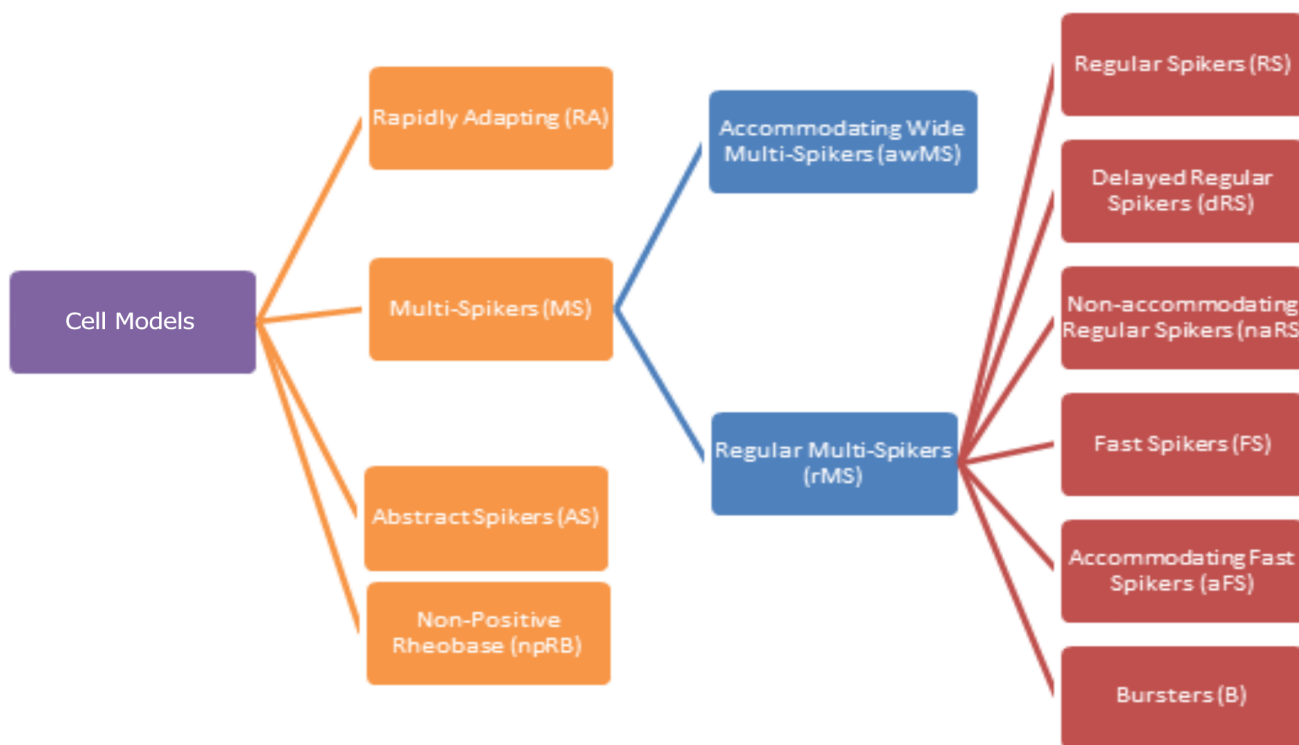 Cell Models
Rapidly Adapting (RA)
Multi-Spikers (MS)
Abstract Spikers (AS)
Non-Positive
Rheobase (npRB)
Accommodating Wide
Multi-Spikers (awMS)
Regular Multi-Spikers
(rMS)
Regular Spikers (RS)
Delayed Regular
Spikers (dRS)
Non-accommodating
Regular Spikers (naRS
Fast Spikers (FS)
Accommodating Fast
Spikers (aFS)
Bursters (B)